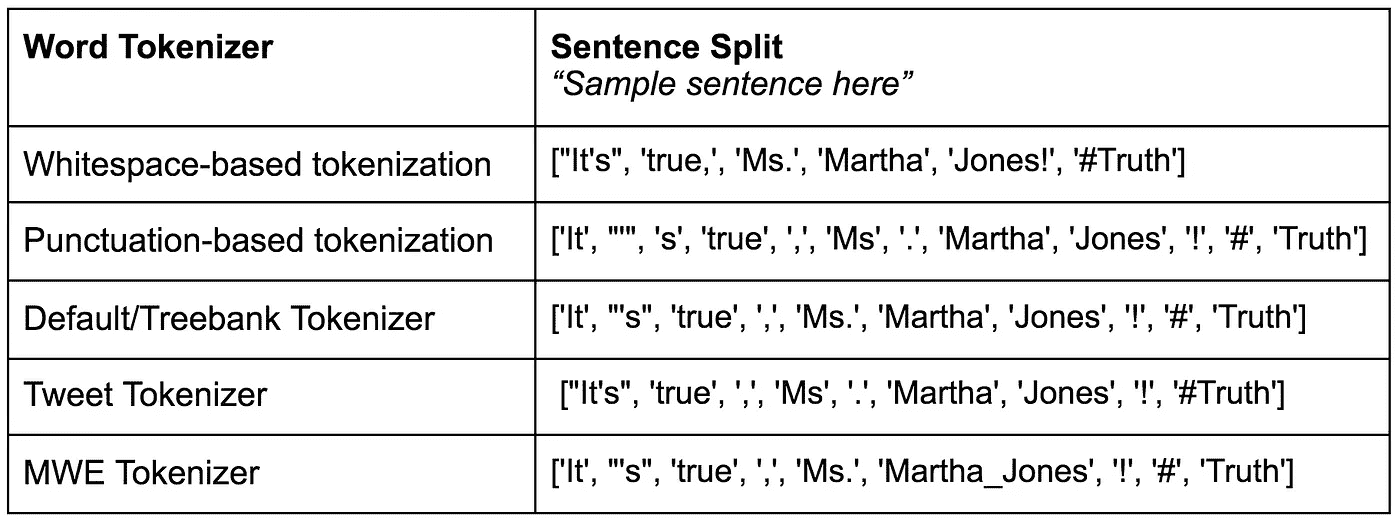 Word Tokenizer
Sentence Split
“Sample sentence here”
Whitespace-based tokenization
["It's", 'true,', 'Ms.', 'Martha', 'Jones!', '#Truth']
Punctuation-based tokenization
['It', "'", 's', 'true', ',', 'Ms', '.', 'Martha', 'Jones', '!', '#', 'Truth']
Default/Treebank Tokenizer
['It', "'s", 'true', ',', 'Ms.', 'Martha', 'Jones', '!', '#', 'Truth']
Tweet Tokenizer
["It's", 'true', ',', 'Ms', '.', 'Martha', 'Jones', '!', '#Truth']
MWE Tokenizer
['It', "'s", 'true', ',', 'Ms.', 'Martha_Jones', '!', '#', 'Truth']